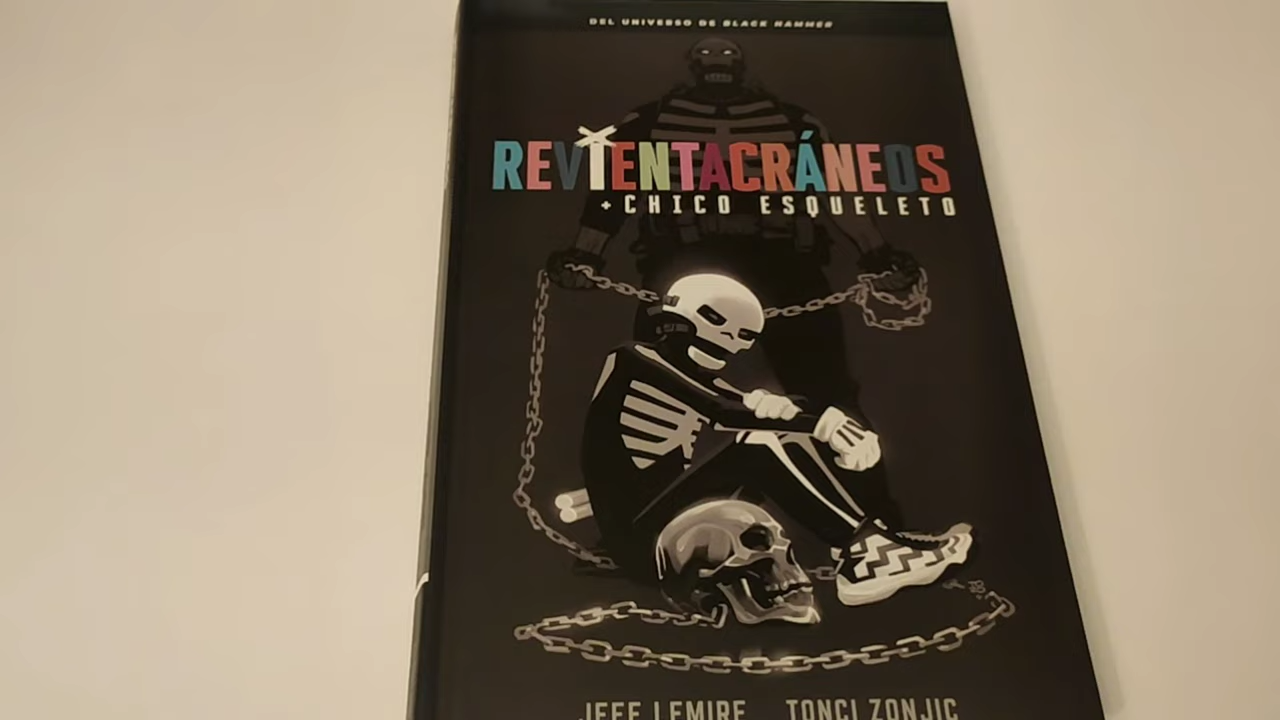 DEL UNIVERSO DE BLACK HAMMER
REVIENTACRÁNEOS
+ CHICO ESQUELETO
JEFF LEMIRE TONCI ZONJIC